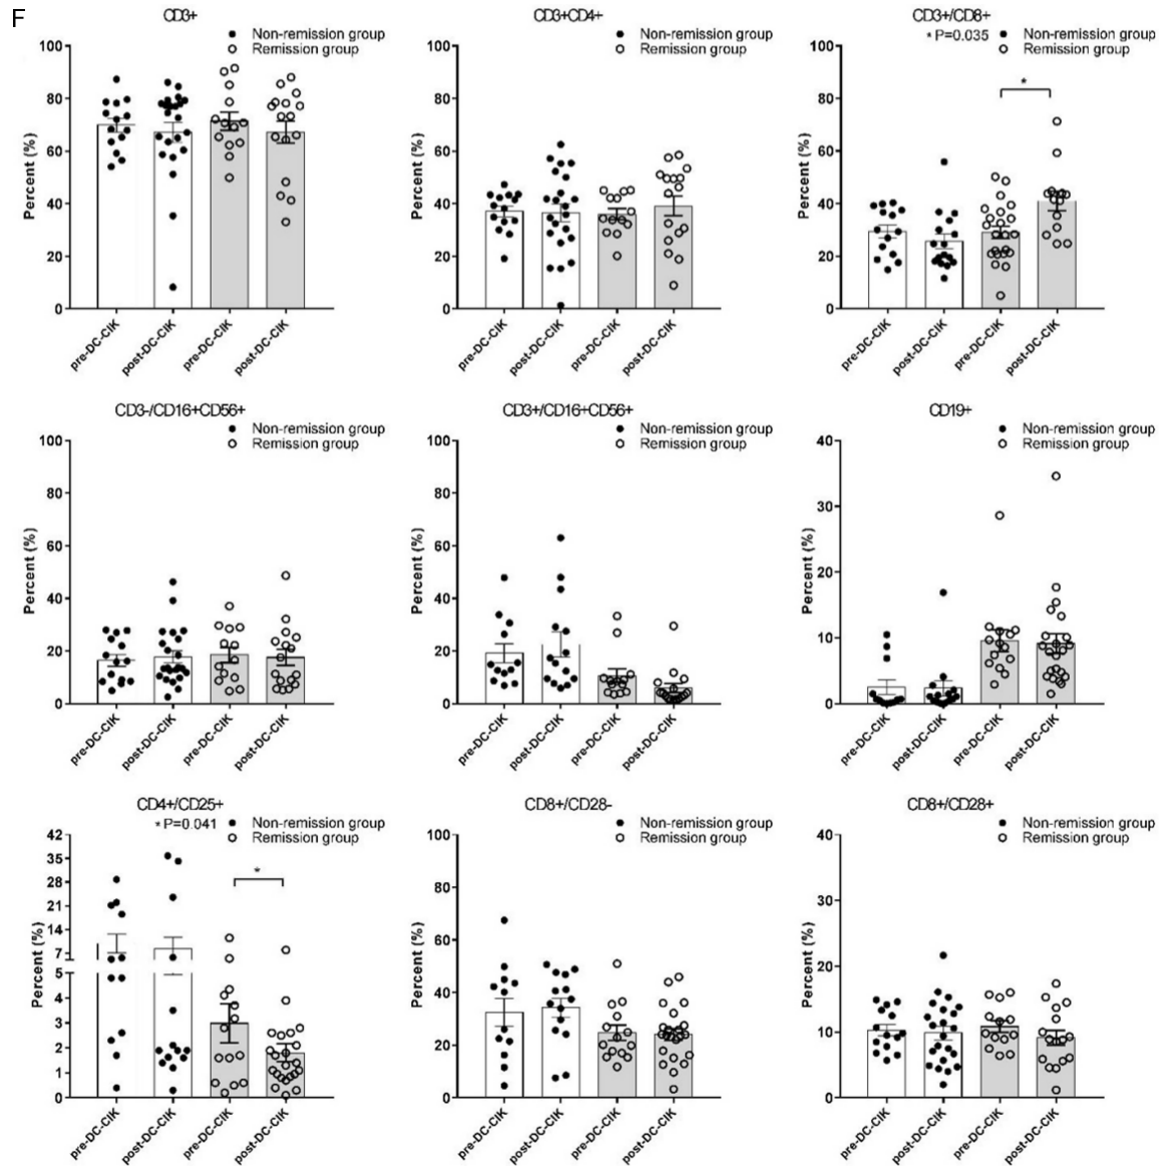 F
CD3+
Non-remission group
Remission group
Percent (%)
100
80
60
40
20
0
pre-DC-CIK
post-DC-CIK
pre-DC-CIK
post-DC-CIK
CD3+CD4+
Non-remission group
Remission group
Percent (%)
100
80
60
40
20
0
pre-DC-CIK
post-DC-CIK
pre-DC-CIK
post-DC-CIK
CD3+/CD8+
Non-remission group
* P=0.035
Remission group
*
Percent (%)
100
80
60
40
20
0
pre-DC-CIK
post-DC-CIK
pre-DC-CIK
post-DC-CIK
CD3-/CD16+CD56+
Non-remission group
Remission group
Percent (%)
100
80
60
40
20
0
pre-DC-CIK
post-DC-CIK
pre-DC-CIK
post-DC-CIK
CD3+/CD16+CD56+
Non-remission group
Remission group
Percent (%)
100
80
60
40
20
0
pre-DC-CIK
post-DC-CIK
pre-DC-CIK
post-DC-CIK
CD19+
Non-remission group
Remission group
Percent (%)
40
30
20
10
0
pre-DC-CIK
post-DC-CIK
pre-DC-CIK
post-DC-CIK
CD4+/CD25+
Non-remission group
* P=0.041
Remission group
*
Percent (%)
42
35
28
21
14
7
5
4
3
2
1
0
pre-DC-CIK
post-DC-CIK
pre-DC-CIK
post-DC-CIK
CD8+/CD28-
Non-remission group
Remission group
Percent (%)
100
80
60
40
20
0
pre-DC-CIK
post-DC-CIK
pre-DC-CIK
post-DC-CIK
CD8+/CD28+
Non-remission group
Remission group
Percent (%)
40
30
20
10
0
pre-DC-CIK
post-DC-CIK
pre-DC-CIK
post-DC-CIK